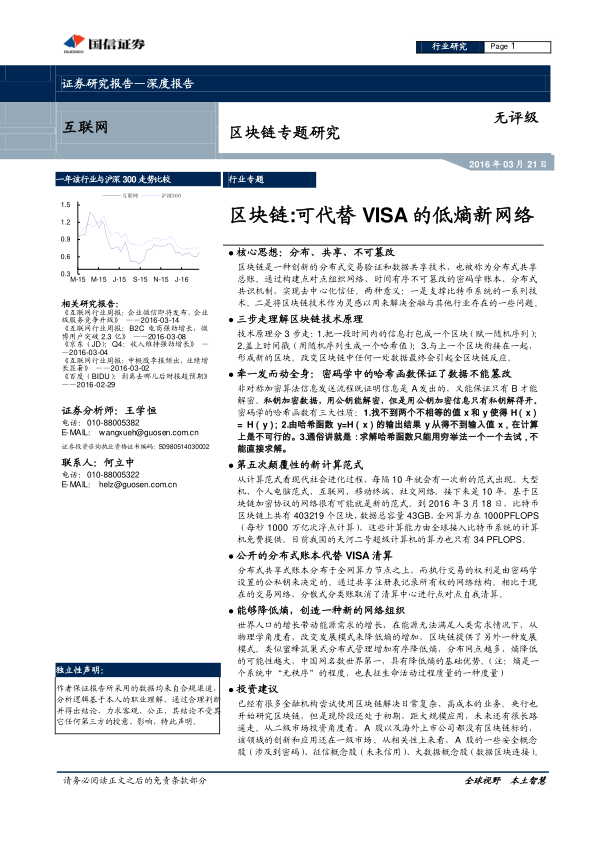 国信证券
GUOSEN
行业研究
Page 1
证券研究报告—深度报告
互联网
区块链专题研究
无评级
2016 年 03 月 21 日
一年该行业与沪深 300 走势比较
互联网 沪深300
1.5
1.2
0.9
0.6
0.3
M-15 M-15 J-15 S-15 N-15 J-16
相关研究报告:
《互联网行业周报:企业微信即将发布,企业
级服务竞争升级》 ——2016-03-14
《互联网行业周报: B2C 电商强劲增长,微
博用户突破 2.3 亿》 ——2016-03-08
《京东(JD):Q4:收入维持强劲增长》 —
—2016-03-04
《互联网行业周报:中概股季报频出,业绩增
长显著》 ——2016-03-02
《百度(BIDU):剥离去哪儿后财报超预期》
——2016-02-29
证券分析师:王学恒
电话: 010-88005382
E-MAIL: wangxueh@guosen.com.cn
证券投资咨询执业资格证书编码:S0980514030002
联系人:何立中
电话: 010-88005322
E-MAIL: helz@guosen.com.cn
独立性声明:
作者保证报告所采用的数据均来自合规渠道,
分析逻辑基于本人的职业理解,通过合理判断
并得出结论,力求客观、公正,其结论不受其
它任何第三方的授意、影响,特此声明。
行业专题
区块链:可代替 VISA 的低熵新网络
● 核心思想:分布、共享、不可篡改
区块链是一种创新的分布式交易验证和数据共享技术,也被称为分布式共享
总账。通过构建点对点组织网络、时间有序不可篡改的密码学账本、分布式
共识机制,实现去中心化信任。两种意义:一是支撑比特币系统的一系列技
术。二是将区块链技术作为灵感以用来解决金融与其他行业存在的一些问题。
● 三步走理解区块链技术原理
技术原理分 3 步走:1.把一段时间内的信息打包成一个区块(赋一随机序列);
2.盖上时间戳(用随机序列生成一个哈希值);3.与上一个区块衔接在一起,
形成新的区块。改变区块链中任何一处数据最终会引起全区块链反应。
● 牵一发而动全身:密码学中的哈希函数保证了数据不能篡改
非对称加密算法信息发送流程既证明信息是 A 发出的,又能保证只有 B 才能
解密。私钥加密数据,用公钥能解密,但是用公钥加密信息只有私钥解得开。
密码学的哈希函数有三大性质:1.找不到两个不相等的值 x 和 y 使得 H(x)
= H(y);2.由哈希函数 y=H(x)的输出结果 y 从得不到输入值 x,在计算
上是不可行的。3.通俗讲就是:求解哈希函数只能用穷举法一个一个去试,不
能直接求解。
● 第五次颠覆性的新计算范式
从计算范式看现代社会进化过程,每隔 10 年就会有一次新的范式出现。大型
机、个人电脑范式、互联网、移动终端、社交网络。接下来是 10 年,基于区
块链加密协议的网络很有可能就是新的范式。到 2016 年 3 月 18 日,比特币
区块链上共有 403219 个区块,数据总容量 43GB,全网算力在 1000PFLOPS
(每秒 1000 万亿次浮点计算)。这些计算能力由全球接入比特币系统的计算
机免费提供。目前我国的天河二号超级计算机的算力也只有 34 PFLOPS。
● 公开的分布式账本代替 VISA 清算
分布式共享式账本分布于全网算力节点之上,而执行交易的权利是由密码学
设置的公私钥来决定的。通过共享注册表记录所有权的网络结构。相比于现
在的交易网络,分散式分类账取消了清算中心进行点对点自我清算。
● 能够降低熵,创造一种新的网络组织
世界人口的增长带动能源需求的增长,在能源无法满足人类需求情况下,从
物理学角度看,改变发展模式来降低熵的增加,区块链提供了另外一种发展
模式。类似蜜蜂筑巢式分布式管理增加有序降低熵,分布网点越多,熵降低
的可能性越大,中国网名数世界第一,具有降低熵的基础优势。(注:熵是一
个系统中“无秩序”的程度,也表征生命活动过程质量的一种度量)
● 投资建议
已经有很多金融机构尝试使用区块链解决日常复杂、高成本的业务。央行也
开始研究区块链,但是现阶段还处于初期,距大规模应用,未来还有很长路
遥走。从二级市场投资角度看,A 股以及海外上市公司都没有区块链标的,
该领域的创新和应用还在一级市场。从相关性上来看,A 股的一些安全概念
股(涉及到密码)、征信概念股(未来信用)、大数据概念股(数据区块连接)。
请务必阅读正文之后的免责条款部分
全球视野 本土智慧